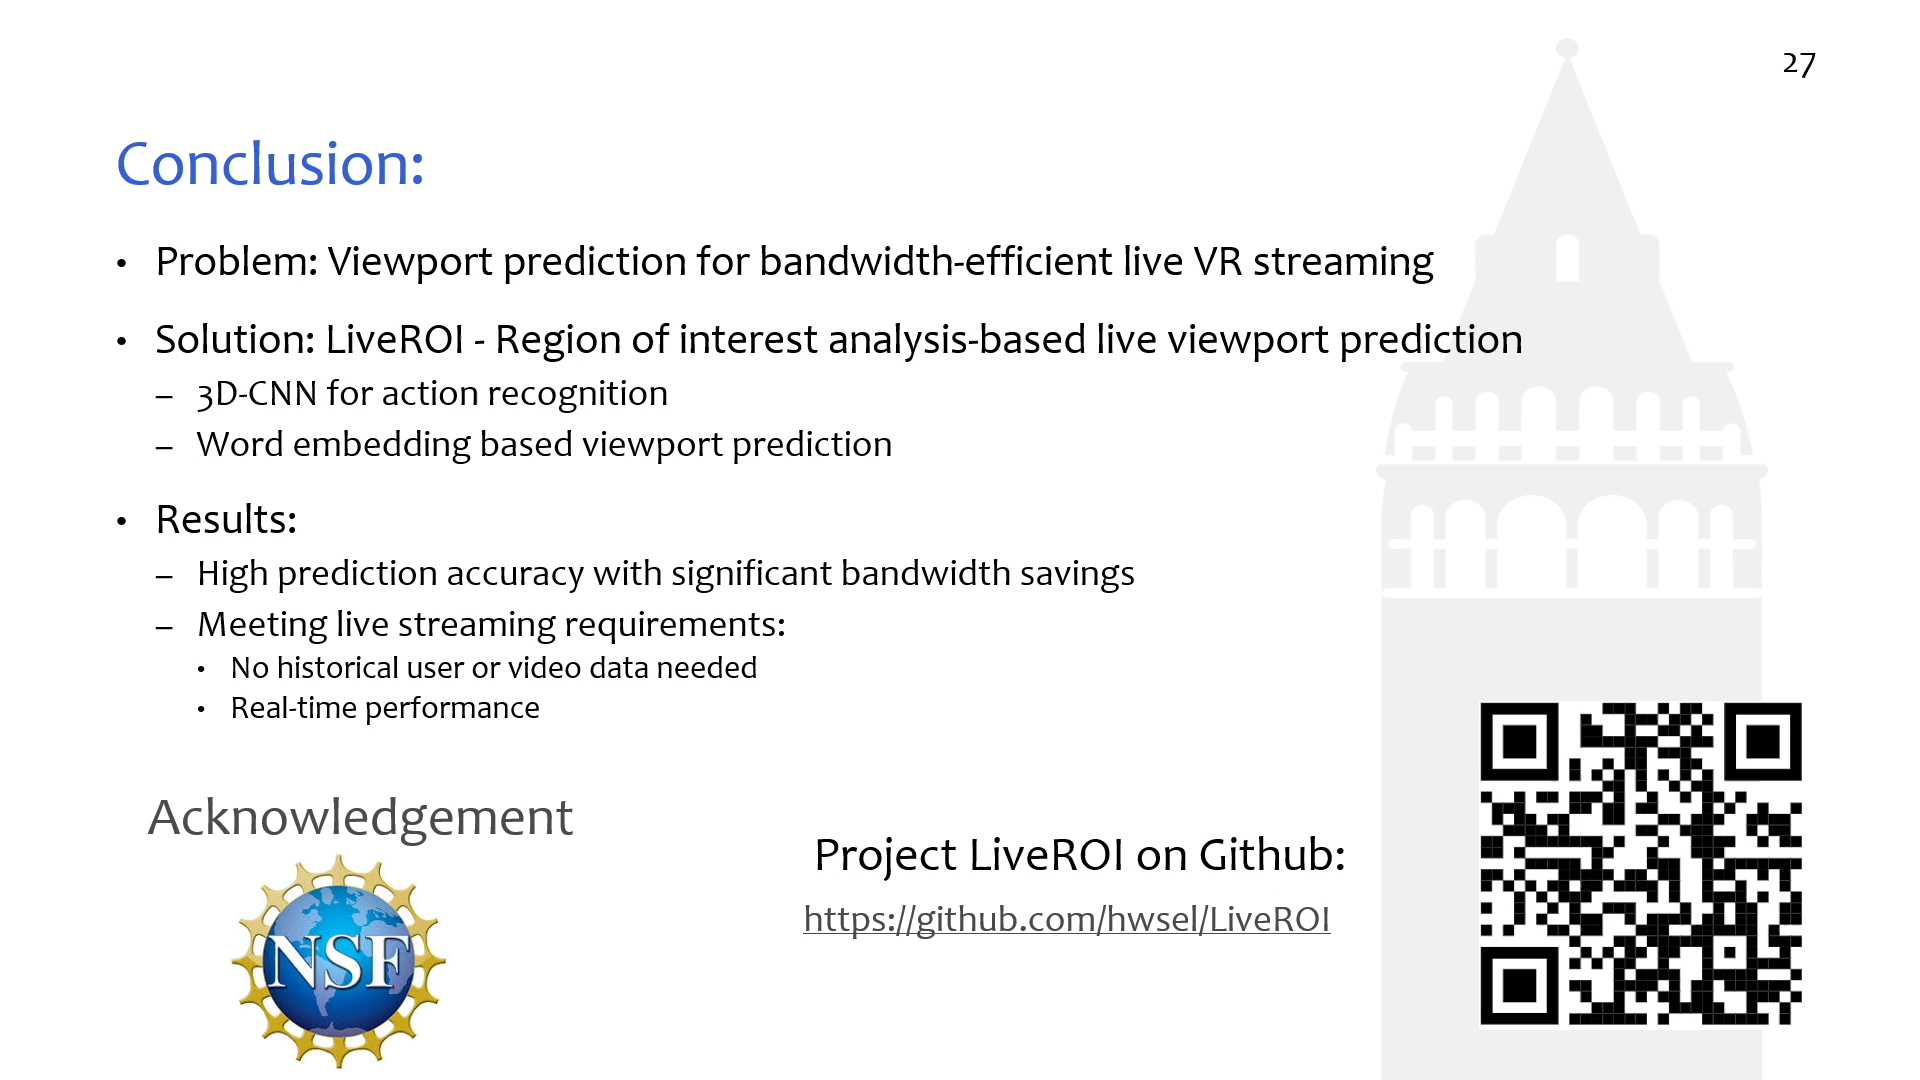 27
Conclusion:
• Problem: Viewport prediction for bandwidth-efficient live VR streaming
• Solution: LiveROI - Region of interest analysis-based live viewport prediction
– 3D-CNN for action recognition
– Word embedding based viewport prediction
• Results:
– High prediction accuracy with significant bandwidth savings
– Meeting live streaming requirements:
• No historical user or video data needed
• Real-time performance
Acknowledgement
NSF
Project LiveROI on Github:
https://github.com/hwsel/LiveROI